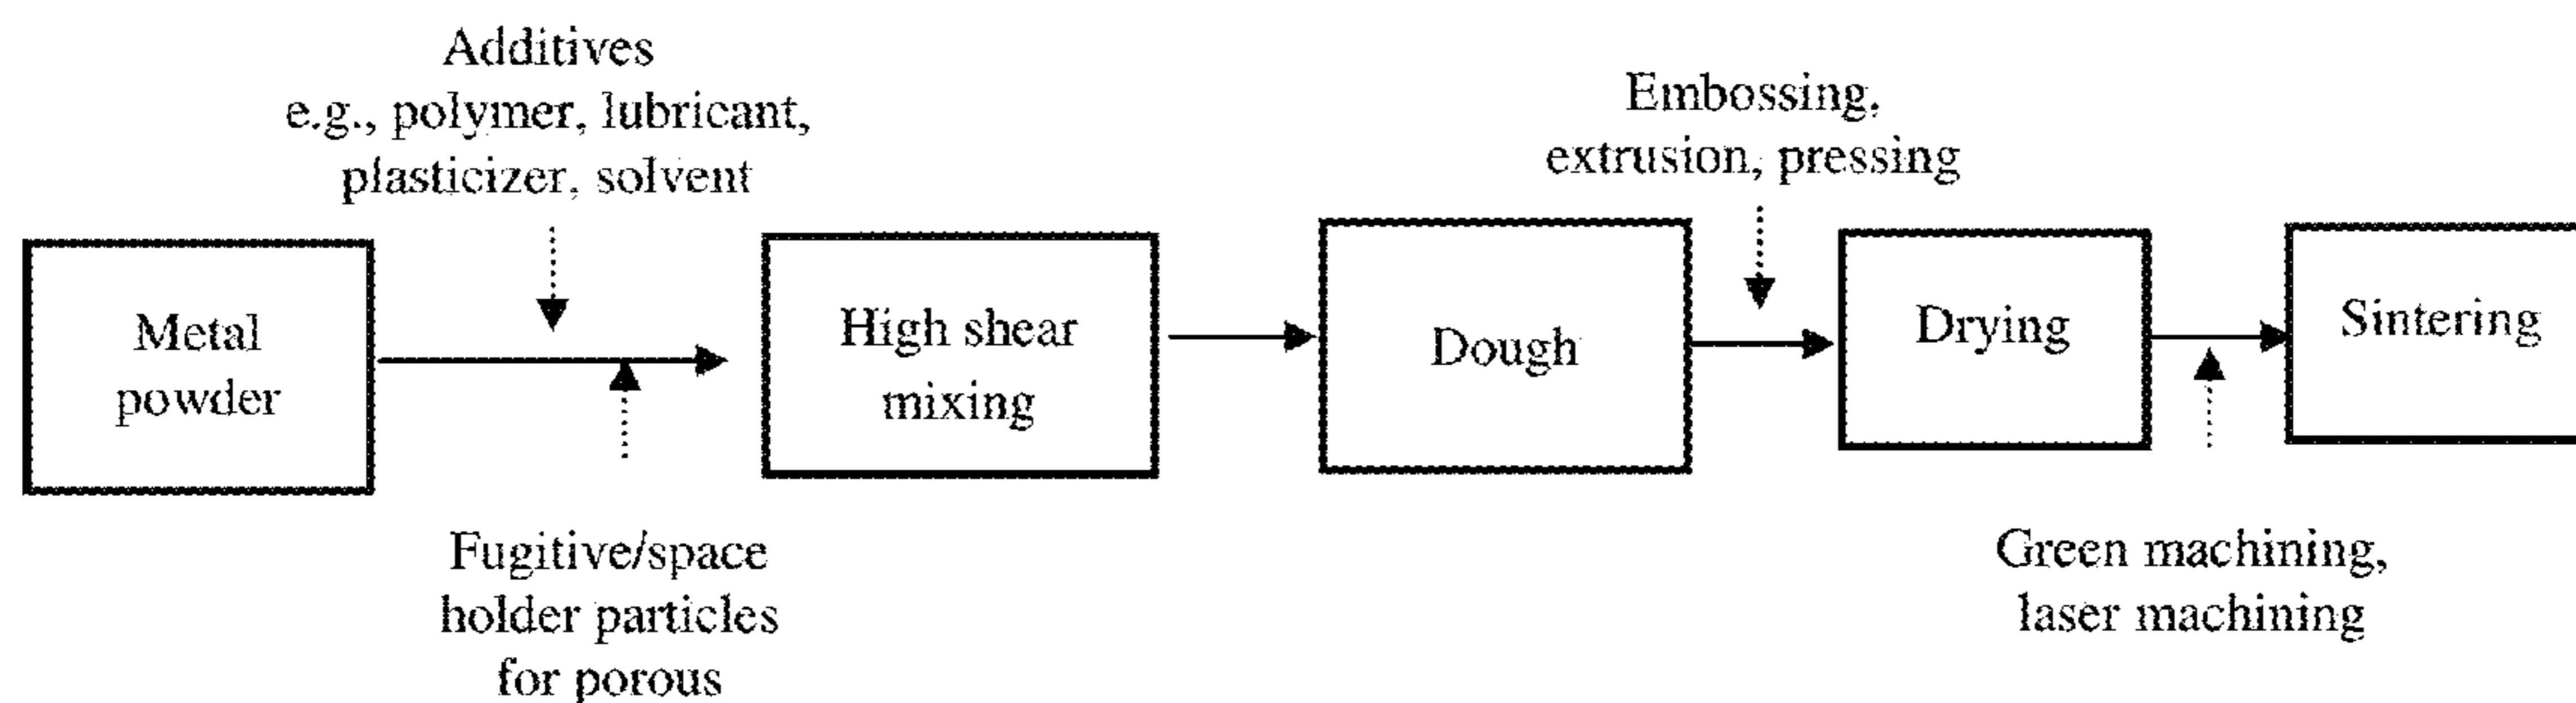 Additives
e.g., polymer, lubricant,
plasticizer, solvent
Embossing,
extrusion, pressing
Metal
powder
High shear
mixing
Dough
Drying
Sintering
Fugitive/space
holder particles
for porous
Green machining,
laser machining